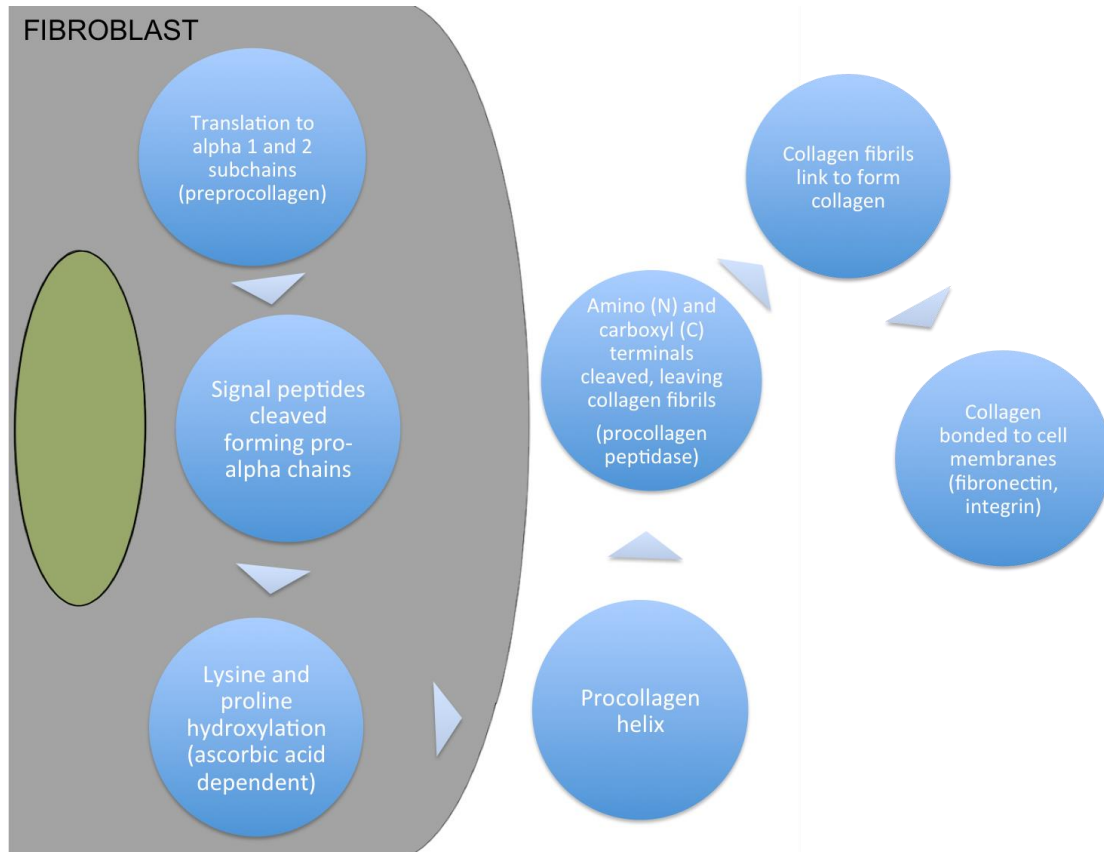 FIBROBLAST
Translation to
alpha 1 and 2
subchains
(preprocollagen)
Signal peptides
cleaved
forming pro-
alpha chains
Lysine and
proline
hydroxylation
(ascorbic acid
dependent)
Procollagen
helix
Amino (N) and
carboxyl (C)
terminals
cleaved, leaving
collagen fibrils
(procollagen
peptidase)
Collagen fibrils
link to form
collagen
Collagen
bonded to cell
membranes
(fibronectin,
integrin)